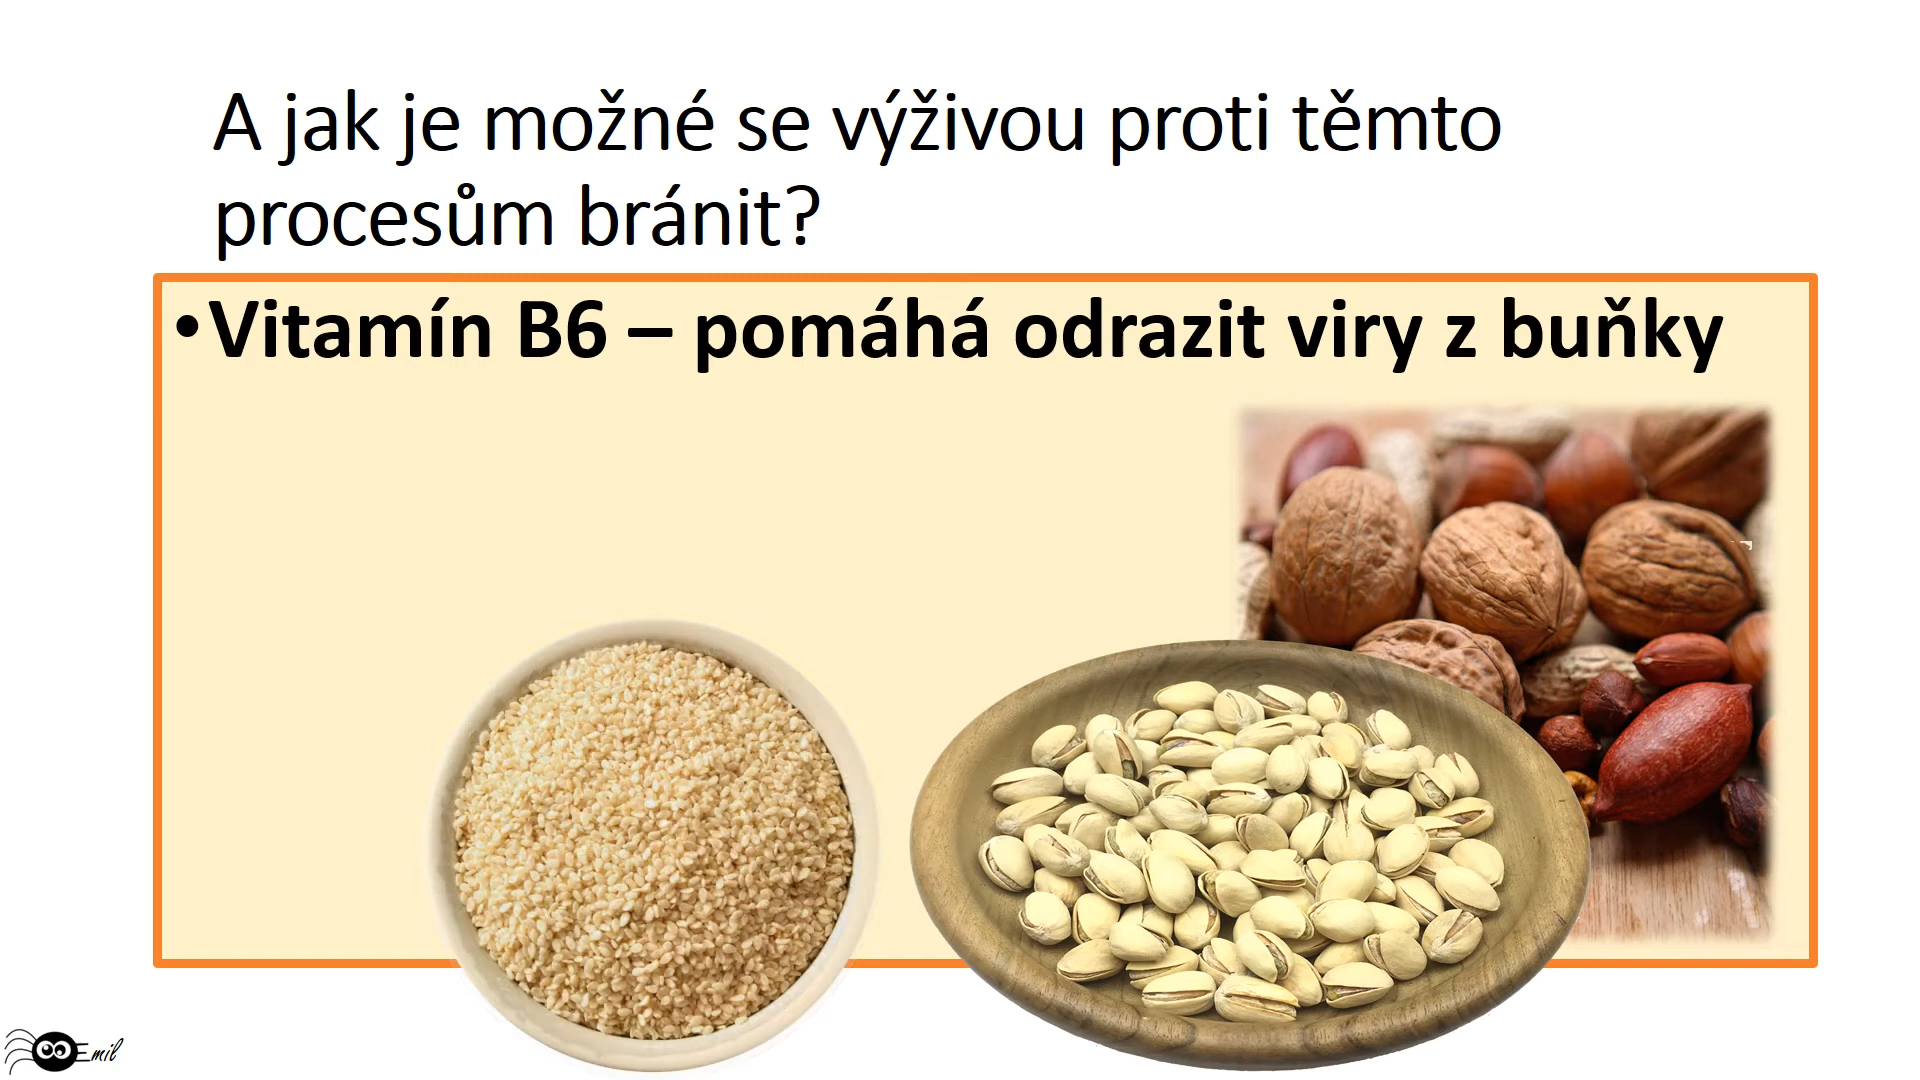 A jak je možné se výživou proti těmto
procesům bránit?
•Vitamín B6 – pomáhá odrazit viry z buňky
Emil